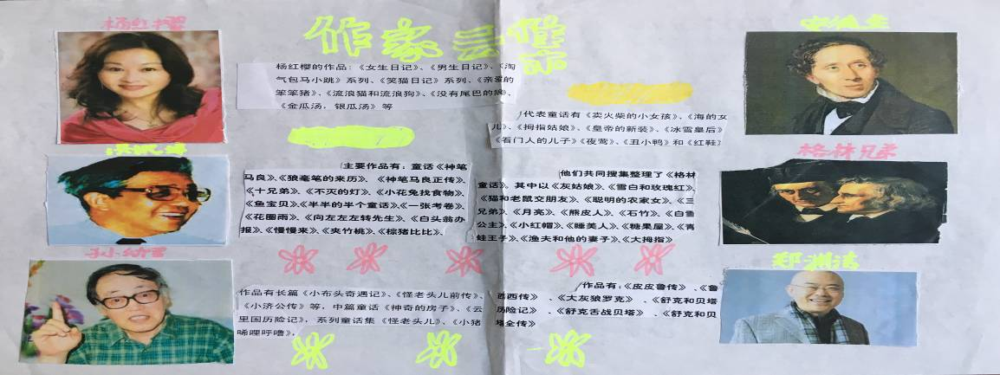 杨红樱
作家
安徒生
杨红樱的作品:《女生日记》、《男生日记》、《淘
气包马小跳》系列、《笑猫日记》系列、《亲爱的
笨笨猪》、《流浪猫和流浪狗》、《没有尾巴的狼》、
《金瓜汤,银瓜汤》等
代表童话有《卖火柴的小女孩》、《海的女
儿》、《拇指姑娘》、《皇帝的新装》、《冰雪皇后》
《看门人的儿子》《夜莺》、《丑小鸭》和《红鞋》
洪汛涛
主要作品有:童话《神笔
马良》、《狼毫笔的来历》、《神笔马良正传》、
《十兄弟》、《不灭的灯》、《小花兔找食物》、
《鱼宝贝》、《半半的半个童话》、《一张考卷》、
《花圈雨》、《向左左左转先生》、《白头翁办
报》、《慢慢来》、《夹竹桃》、《棕猪比比》、
格林兄弟
他们共同搜集整理了《格林
童话》。其中以《灰姑娘》、《雪白和玫瑰红》、
《猫和老鼠交朋友》、《聪明的农家女》、《三
兄弟》、《月亮》、《熊皮人》、《石竹》、《白雪
公主》、《小红帽》、《睡美人》、《糖果屋》、《青
蛙王子》、《渔夫和他的妻子》、《大拇指》
孙幼军
作品有长篇《小布头奇遇记》、《怪老头儿前传》、
《小济公传》等,中篇童话《神奇的房子》、《云
里国历险记》,系列童话集《怪老头儿》、《小猪
唏哩呼噜》.
郑渊洁
作品有:《皮皮鲁传》、《鲁
西西传》、《大灰狼罗克》、《舒克和贝塔
历险记》、《舒克舌战贝塔》、《舒克和贝
塔全传》